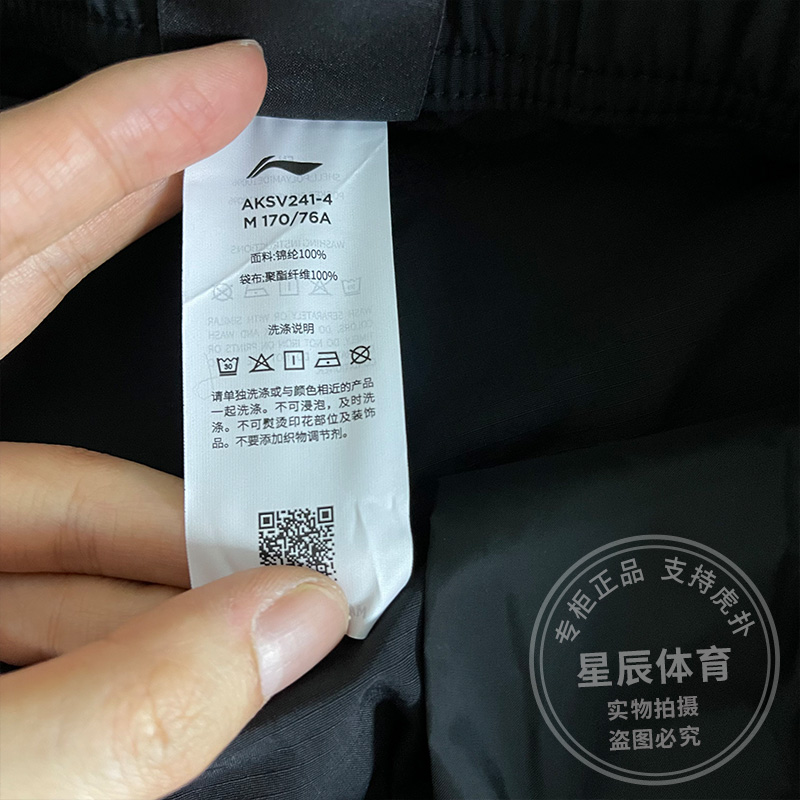 AKSV241-4
M 170/76A
面料:锦纶100%
袋布:聚酯纤维100%
洗涤说明
30
请单独洗涤或与颜色相近的产品
一起洗涤。不可浸泡，及时洗
涤。不可熨烫印花部位及装饰
品。不要添加织物调节剂。
专柜正品 支持虎扑
星辰体育
实物拍摄
盗图必究